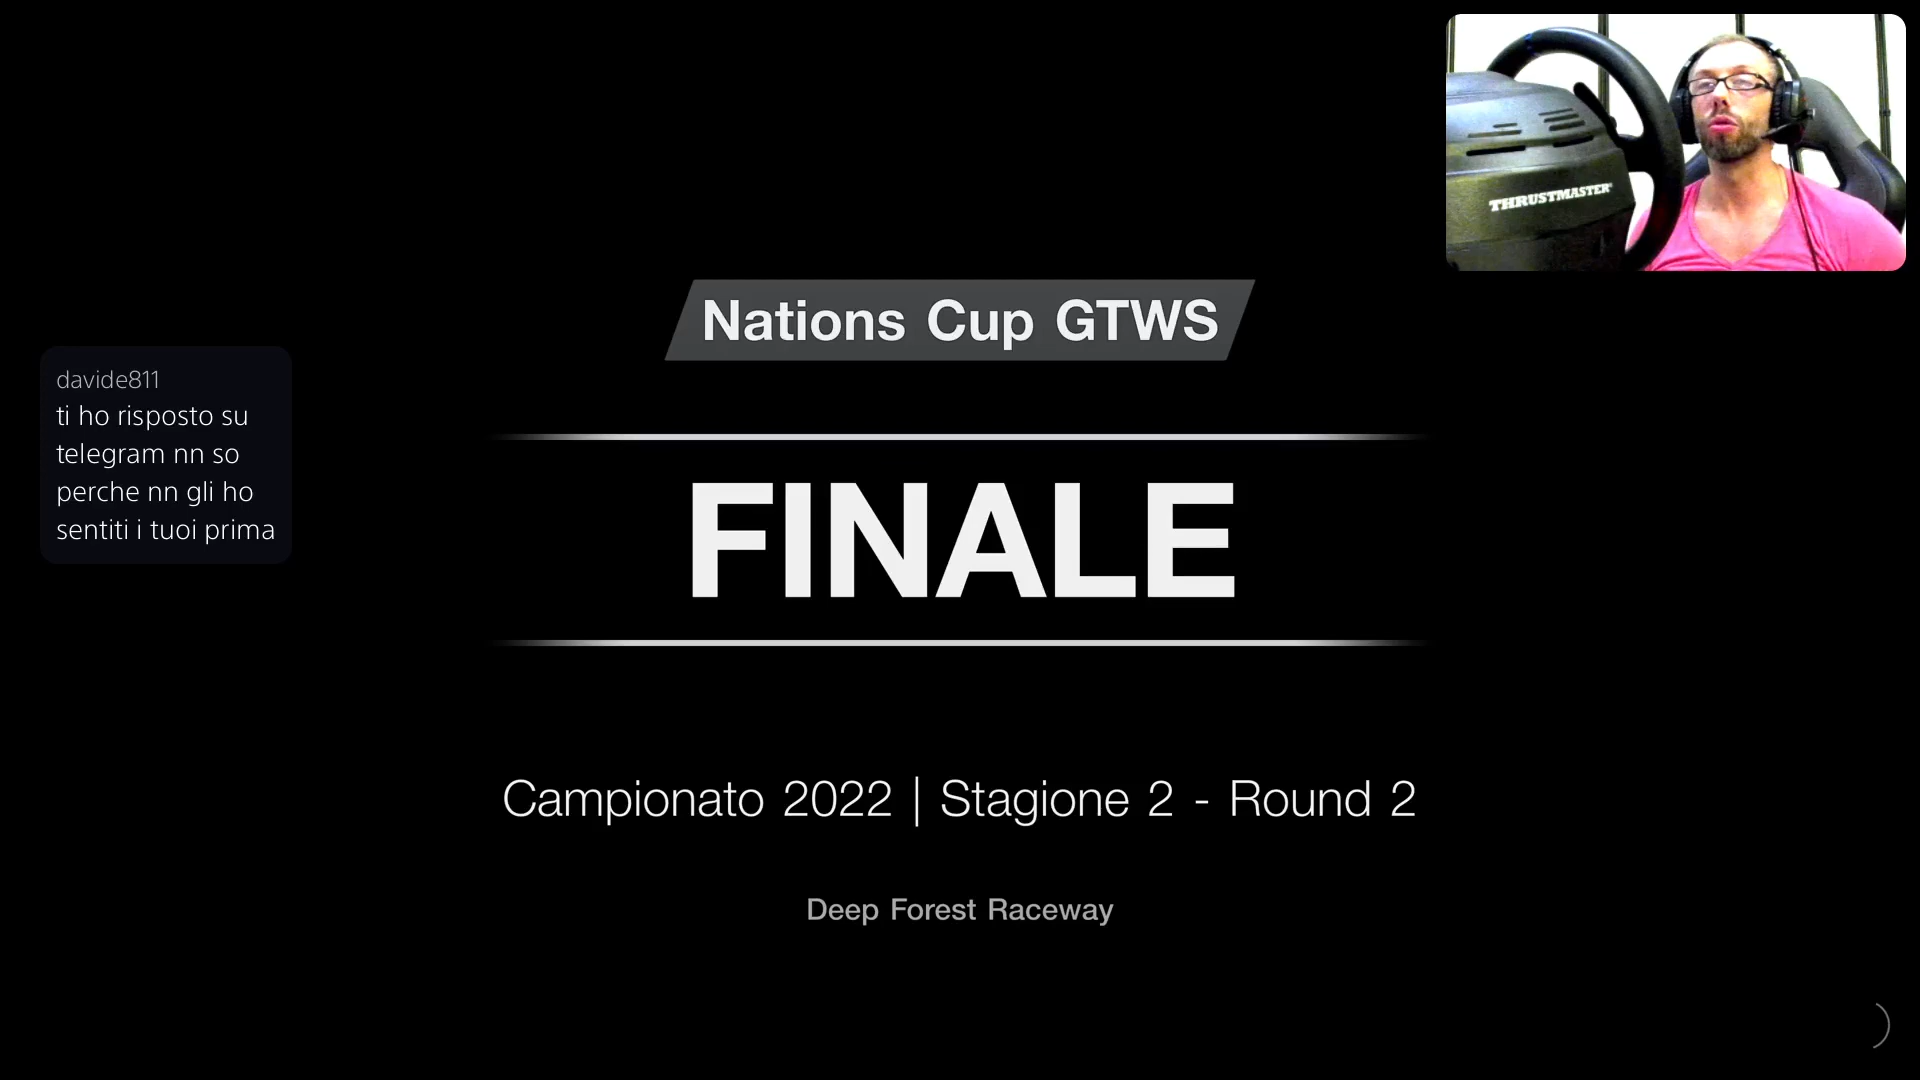 THRUSTMASTER
Nations Cup GTWS
davide811
ti ho risposto su
telegram nn so
perche nn gli ho
sentiti i tuoi prima
FINALE
Campionato 2022 | Stagione 2 - Round 2
Deep Forest Raceway